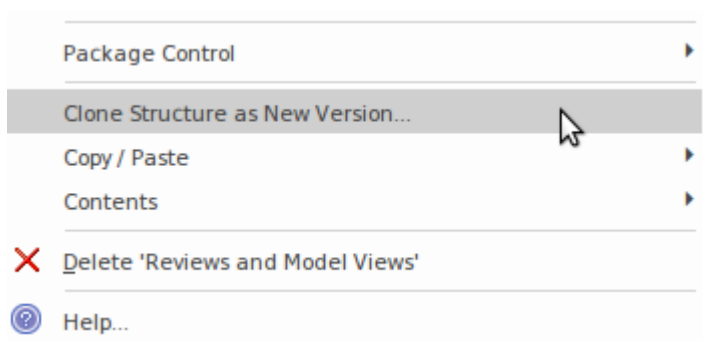 Package Control
Clone Structure as New Version...
Copy / Paste
Contents
Delete 'Reviews and Model Views'
Help...